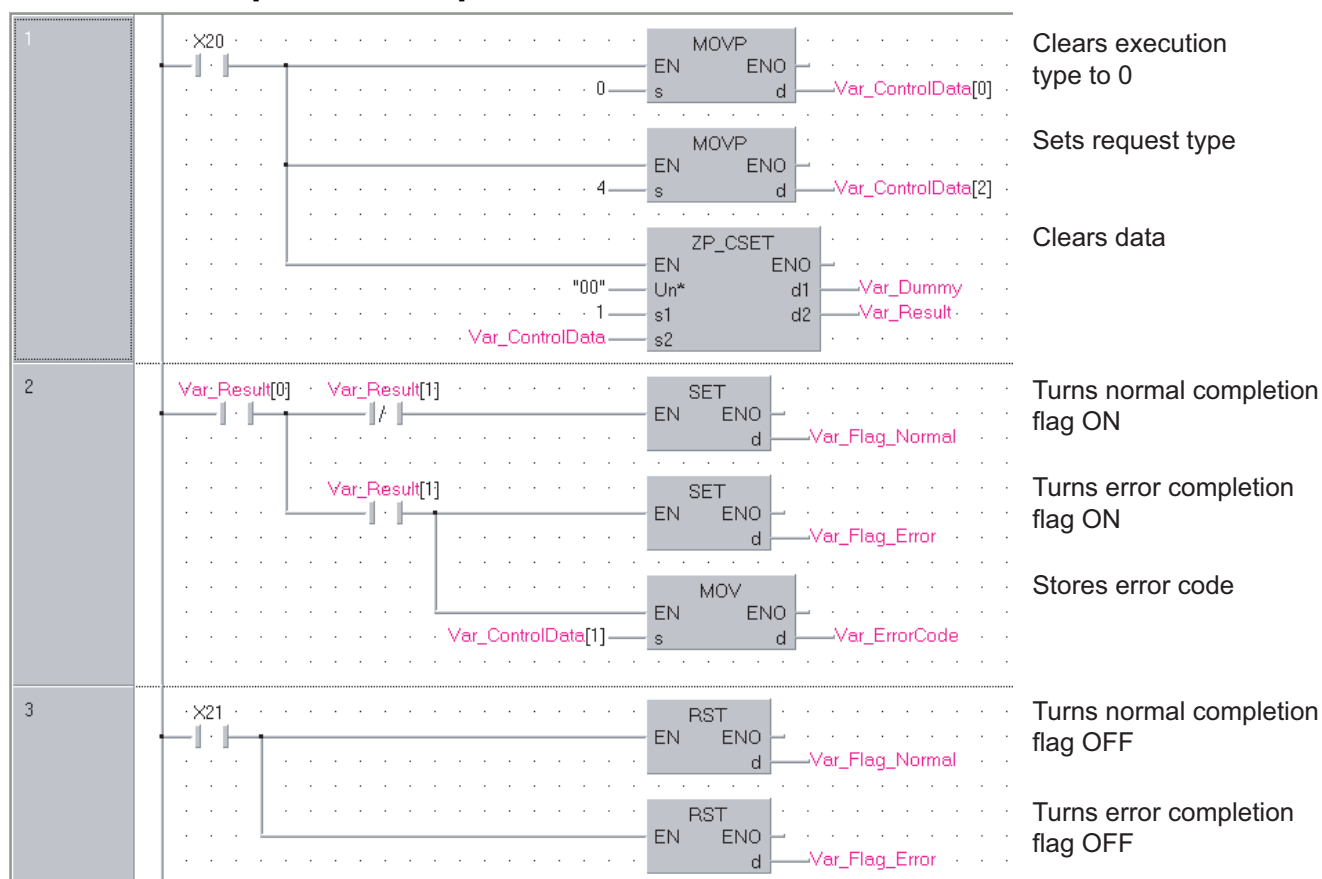 1
X20
MOVP
EN ENO
0 s d Var_ControlData[0]
Clears execution
type to 0
MOVP
EN ENO
4 s d Var_ControlData[2]
Sets request type
ZP_CSET
EN ENO
"00" Un* d1 Var_Dummy
1 s1 d2 Var_Result
Var_ControlData s2
Clears data
2
Var_Result[0] Var_Result[1]
SET
EN ENO
d Var_Flag_Normal
Turns normal completion
flag ON
Var_Result[1]
SET
EN ENO
d Var_Flag_Error
Turns error completion
flag ON
MOV
EN ENO
Var_ControlData[1] s d Var_ErrorCode
Stores error code
3
X21
RST
EN ENO
d Var_Flag_Normal
Turns normal completion
flag OFF
RST
EN ENO
d Var_Flag_Error
Turns error completion
flag OFF